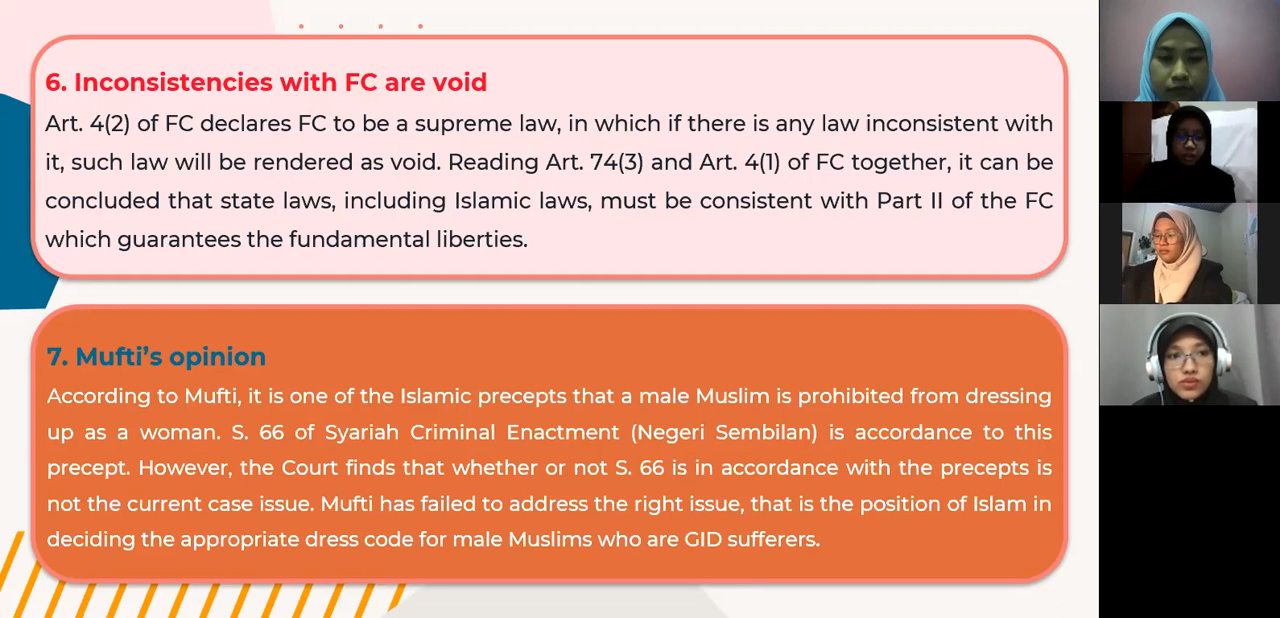 6. Inconsistencies with FC are void
Art. 4(2) of FC declares FC to be a supreme law, in which if there is any law inconsistent with
it, such law will be rendered as void. Reading Art. 74(3) and Art. 4(1) of FC together, it can be
concluded that state laws, including Islamic laws, must be consistent with Part II of the FC
which guarantees the fundamental liberties.
7. Mufti’s opinion
According to Mufti, it is one of the Islamic precepts that a male Muslim is prohibited from dressing
up as a woman. S. 66 of Syariah Criminal Enactment (Negeri Sembilan) is accordance to this
precept. However, the Court finds that whether or not S. 66 is in accordance with the precepts is
not the current case issue. Mufti has failed to address the right issue, that is the position of Islam in
deciding the appropriate dress code for male Muslims who are GID sufferers.